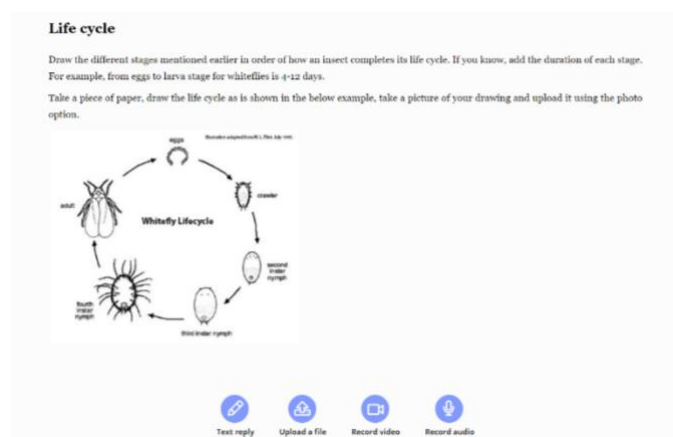 Life cycle
Draw the different stages mentioned earlier in order of how an insect completes its life cycle. If you know, add the duration of each stage.
For example, from eggs to larva stage for whiteflies is 4-12 days.
Take a piece of paper, draw the life cycle as is shown in the below example, take a picture of your drawing and upload it using the photo
option.
eggs
crawler
adult
Whitefly Lifecycle
second
instar
nymph
fourth
instar
nymph
third instar nymph
Text reply
Upload a file
Record video
Record audio